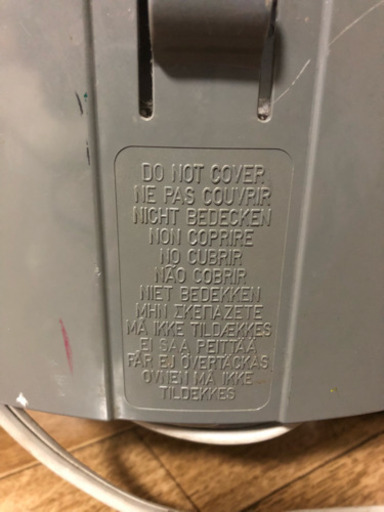 DO NOT COVER
NE PAS COUVRIR
NICHT BEDECKEN
NON COPRIRE
NO CUBRIR
NÃO COBRIR
NIET BEDEKKEN
ΜΗΝ ΣΚΕΠΑΖΕΤΕ
MÅ IKKE TILDÆKKES
EI SAA PEITTÄÄ
FÅR EJ ÖVERTÄCKAS
OVNEN MÅ IKKE
TILDEKKES